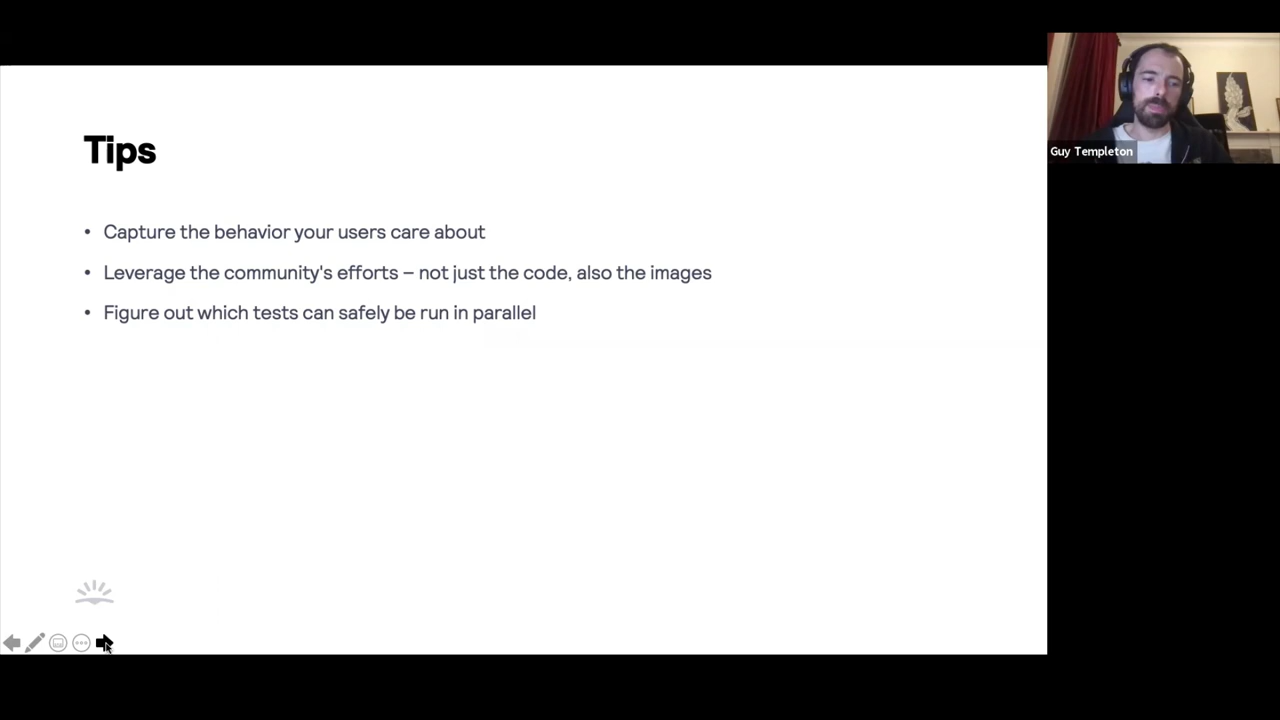 Tips
• Capture the behavior your users care about
• Leverage the community's efforts – not just the code, also the images
• Figure out which tests can safely be run in parallel
Guy Templeton